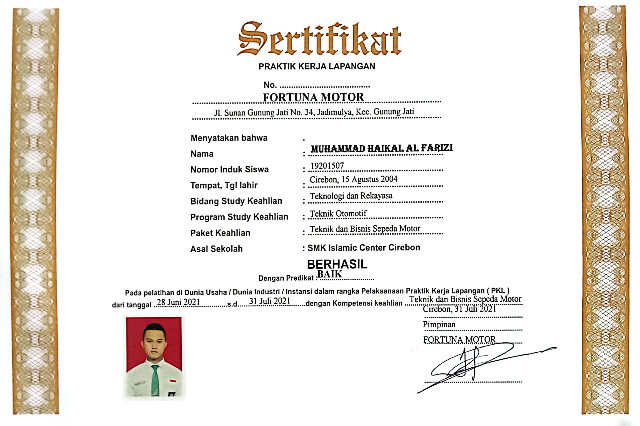 Sertifikat
PRAKTIK KERJA LAPANGAN
No. ........................................
FORTUNA MOTOR
Jl. Sunan Gunung Jati No. 34, Jadimulya, Kec. Gunung Jati
Menyatakan bahwa .
Nama : MUHAMMAD HAIKAL AL FARIZI
Nomor Induk Siswa : 19201507
Tempat, Tgl lahir : Cirebon, 15 Agustus 2004
Bidang Study Keahlian : Teknologi dan Rekayasa
Program Study Keahlian : Teknik Otomotif
Paket Keahlian : Teknik dan Bisnis Sepeda Motor
Asal Sekolah : SMK Islamic Center Cirebon
BERHASIL
Dengan Predikat : BAIK
Pada pelatihan di Dunia Usaha / Dunia Industri / Instansi dalam rangka Pelaksanaan Praktik Kerja Lapangan ( PKL )
dari tanggal 28 Juni 2021 s.d 31 Juli 2021 dengan Kompetensi keahlian : Teknik dan Bisnis Sepeda Motor
Cirebon, 31 Juli 2021
Pimpinan
FORTUNA MOTOR